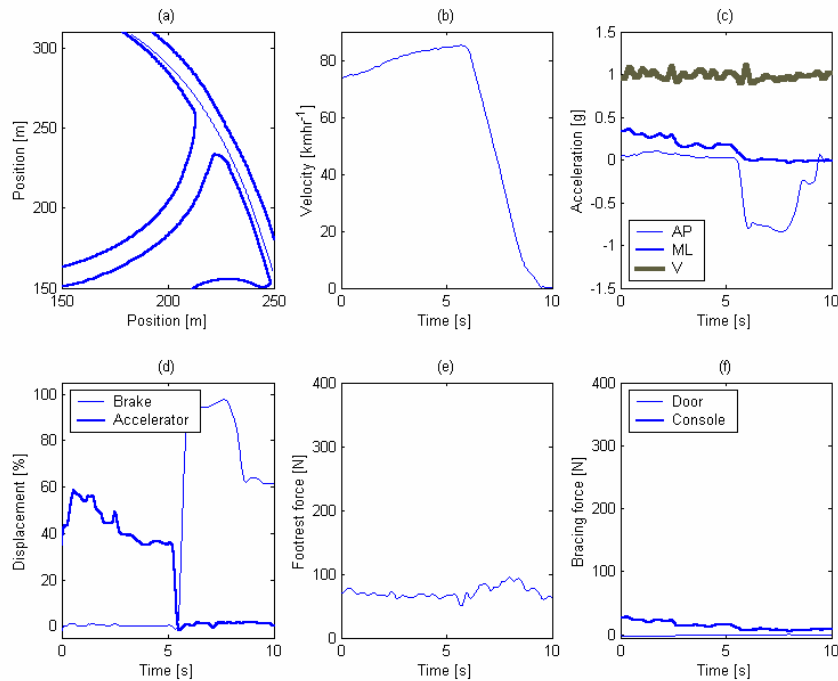 (a)
300
250
200
150
150
200
250
Position [m]
Position [m]
(b)
100
80
60
40
20
0
0
5
10
Velocity [kmhr⁻¹]
Time [s]
(c)
1.5
1
0.5
0
-0.5
-1
-1.5
0
5
10
Acceleration [g]
Time [s]
AP
ML
V
(d)
100
80
60
40
20
0
0
5
10
Displacement [%]
Time [s]
Brake
Accelerator
(e)
400
300
200
100
0
0
5
10
Footrest force [N]
Time [s]
(f)
400
300
200
100
0
0
5
10
Bracing force [N]
Time [s]
Door
Console